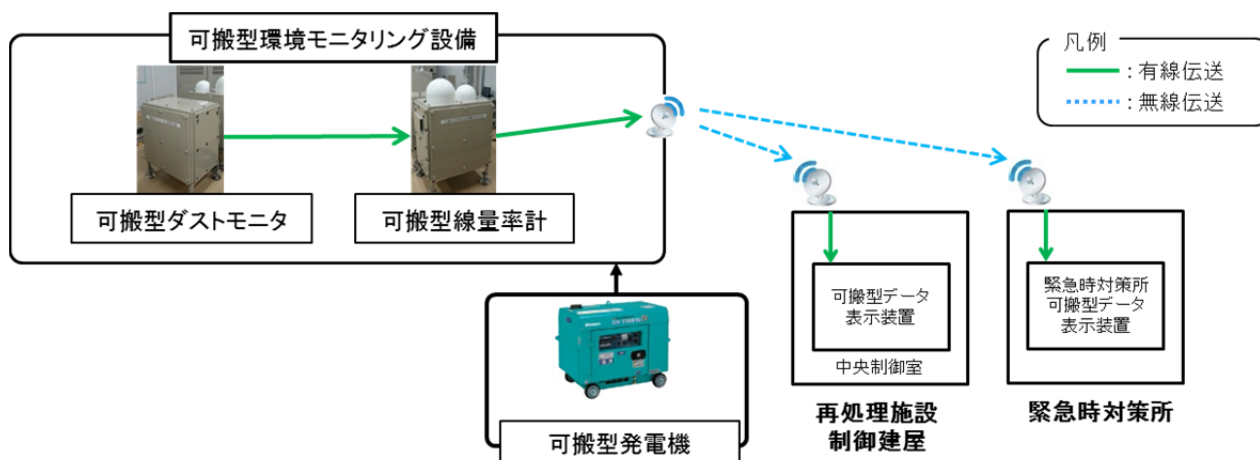 可搬型環境モニタリング設備
可搬型ダストモニタ
可搬型線量率計
可搬型発電機
凡例
：有線伝送
：無線伝送
可搬型データ
表示装置
中央制御室
再処理施設
制御建屋
緊急時対策所
可搬型データ
表示装置
緊急時対策所